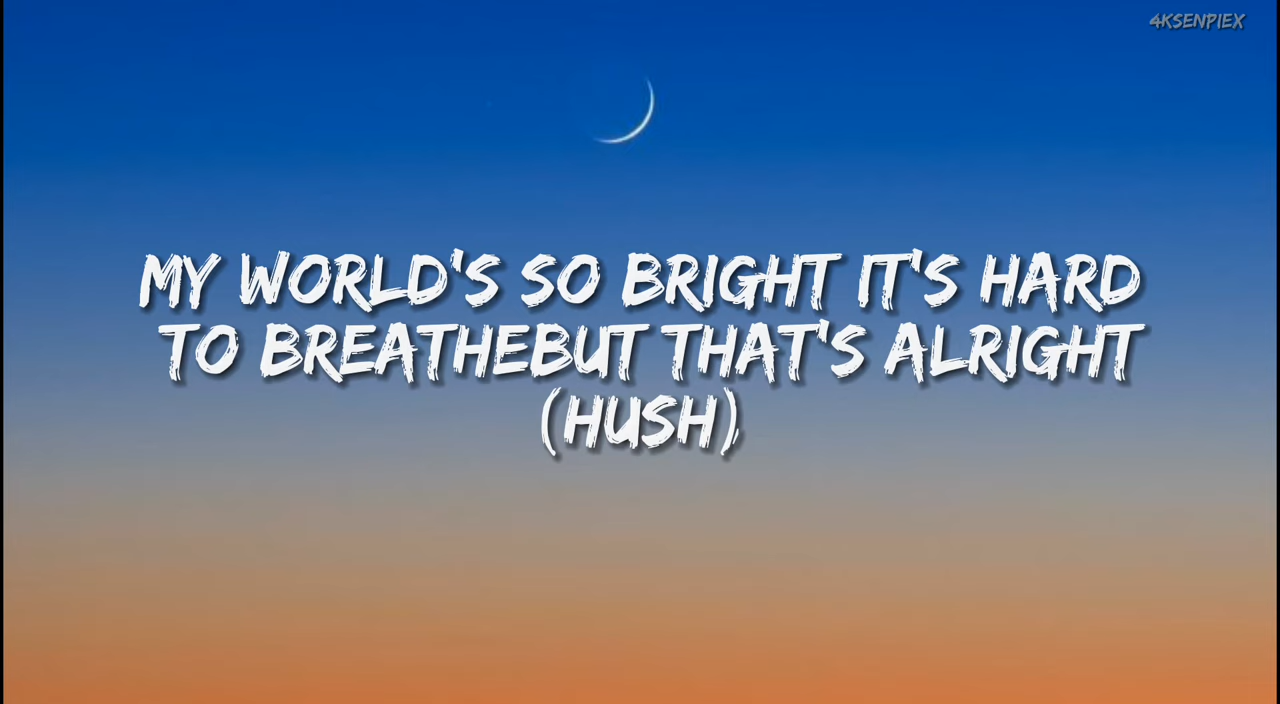 4KSENPIEX
MY WORLD'S SO BRIGHT IT'S HARD
TO BREATHEBUT THAT'S ALRIGHT
(HUSH)